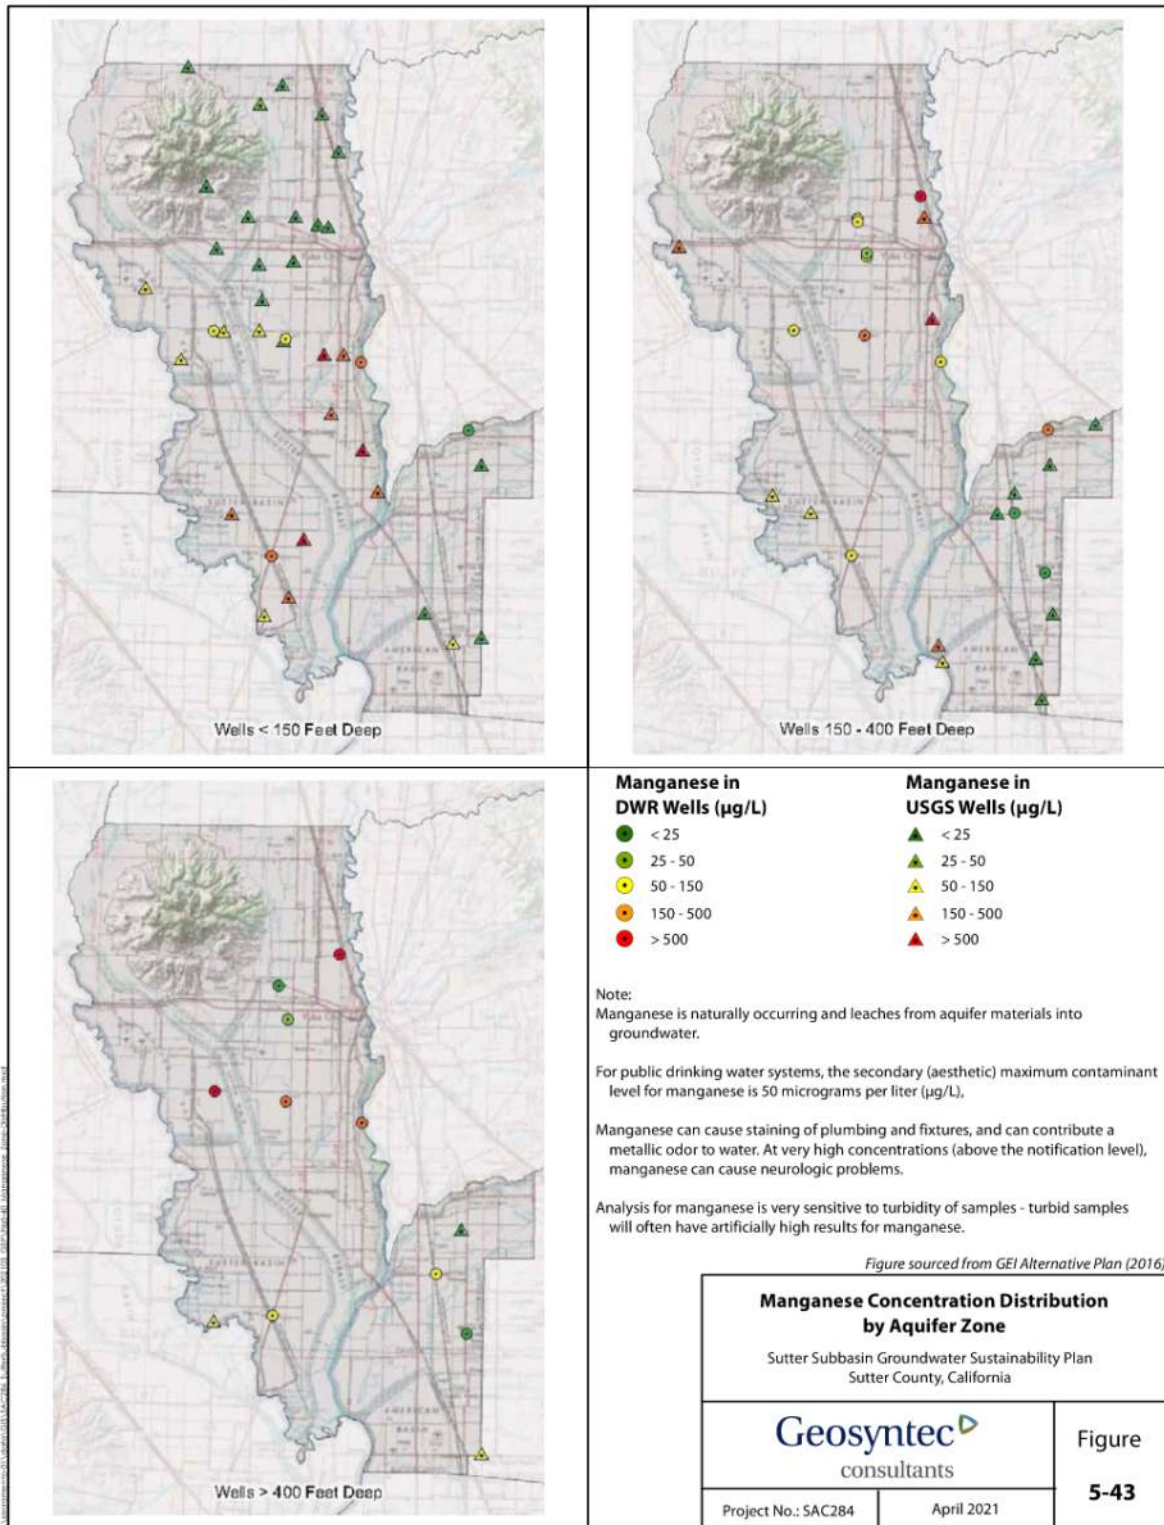 Wells < 150 Feet Deep
Wells 150 - 400 Feet Deep
Wells > 400 Feet Deep
SUTTER BASIN
AMERICAN
BASIN
Manganese in
DWR Wells (µg/L)
< 25
25 - 50
50 - 150
150 - 500
> 500
Manganese in
USGS Wells (µg/L)
< 25
25 - 50
50 - 150
150 - 500
> 500
Note:
Manganese is naturally occurring and leaches from aquifer materials into
groundwater.
For public drinking water systems, the secondary (aesthetic) maximum contaminant
level for manganese is 50 micrograms per liter (µg/L),
Manganese can cause staining of plumbing and fixtures, and can contribute a
metallic odor to water. At very high concentrations (above the notification level),
manganese can cause neurologic problems.
Analysis for manganese is very sensitive to turbidity of samples - turbid samples
will often have artificially high results for manganese.
Figure sourced from GEI Alternative Plan (2016)
Manganese Concentration Distribution
by Aquifer Zone
Sutter Subbasin Groundwater Sustainability Plan
Sutter County, California
Geosyntec
consultants
Figure
5-43
Project No.: SAC284
April 2021